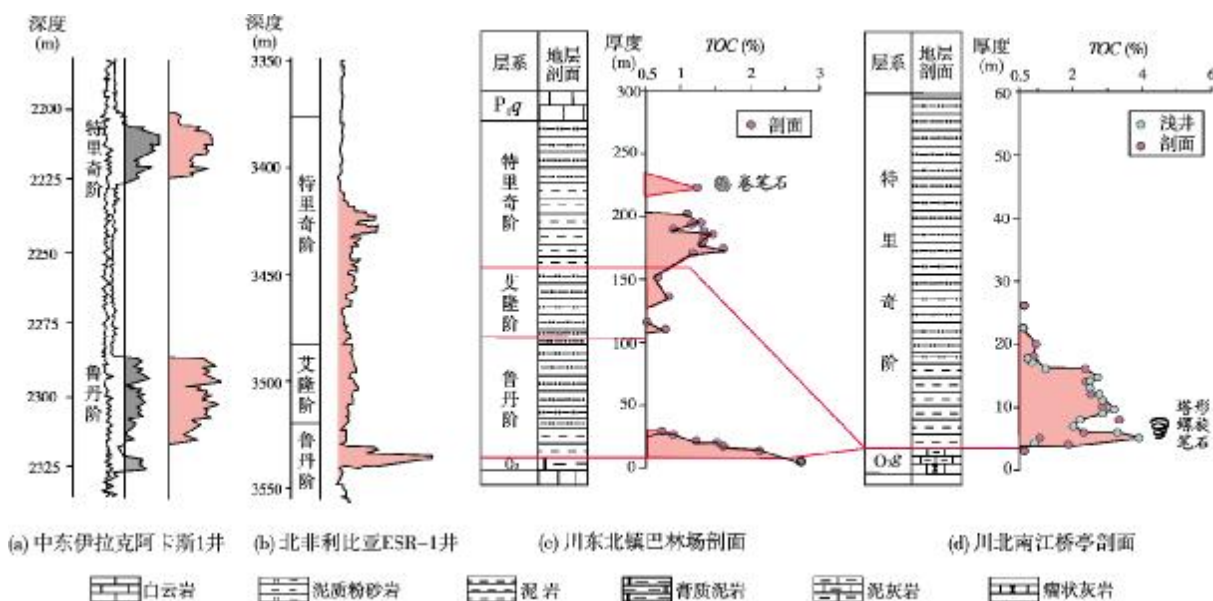 深度
(m)
2200
2225
2250
2275
2300
2325
特里奇阶
鲁丹阶
(a) 中东伊拉克阿卡斯1井
深度
(m)
3350
3400
3450
3500
3550
特里奇阶
艾隆阶
鲁丹阶
(b) 北非利比亚ESR-1井
层系
地层剖面
厚度
(m)
TOC (%)
0.5
1
2
3
300
250
200
150
100
50
0
P₁q
特里奇阶
艾隆阶
鲁丹阶
O₃
剖面
卷笔石
(c) 川东北镇巴林场剖面
层系
地层剖面
厚度
(m)
TOC (%)
0.5
2
4
6
60
50
40
30
20
10
0
特里奇阶
O₃g
浅井
剖面
塔形
螺旋
笔石
(d) 川北南江桥亭剖面
白云岩
泥质粉砂岩
泥岩
膏质泥岩
泥灰岩
瘤状灰岩